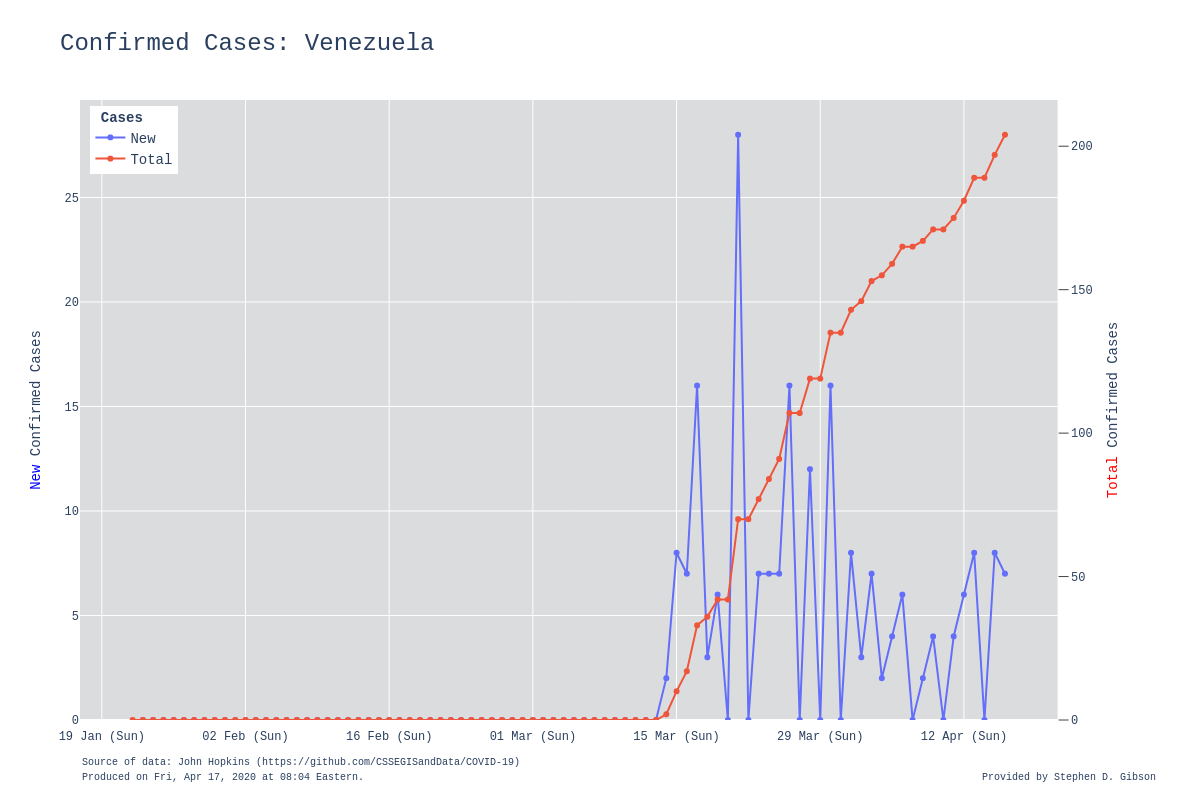 Confirmed Cases: Venezuela
Cases
New
Total
25
20
15
10
5
0
200
150
100
50
0
New Confirmed Cases
Total Confirmed Cases
19 Jan (Sun)
02 Feb (Sun)
16 Feb (Sun)
01 Mar (Sun)
15 Mar (Sun)
29 Mar (Sun)
12 Apr (Sun)
Source of data: John Hopkins (https://github.com/CSSEGISandData/COVID-19)
Produced on Fri, Apr 17, 2020 at 08:04 Eastern.
Provided by Stephen D. Gibson